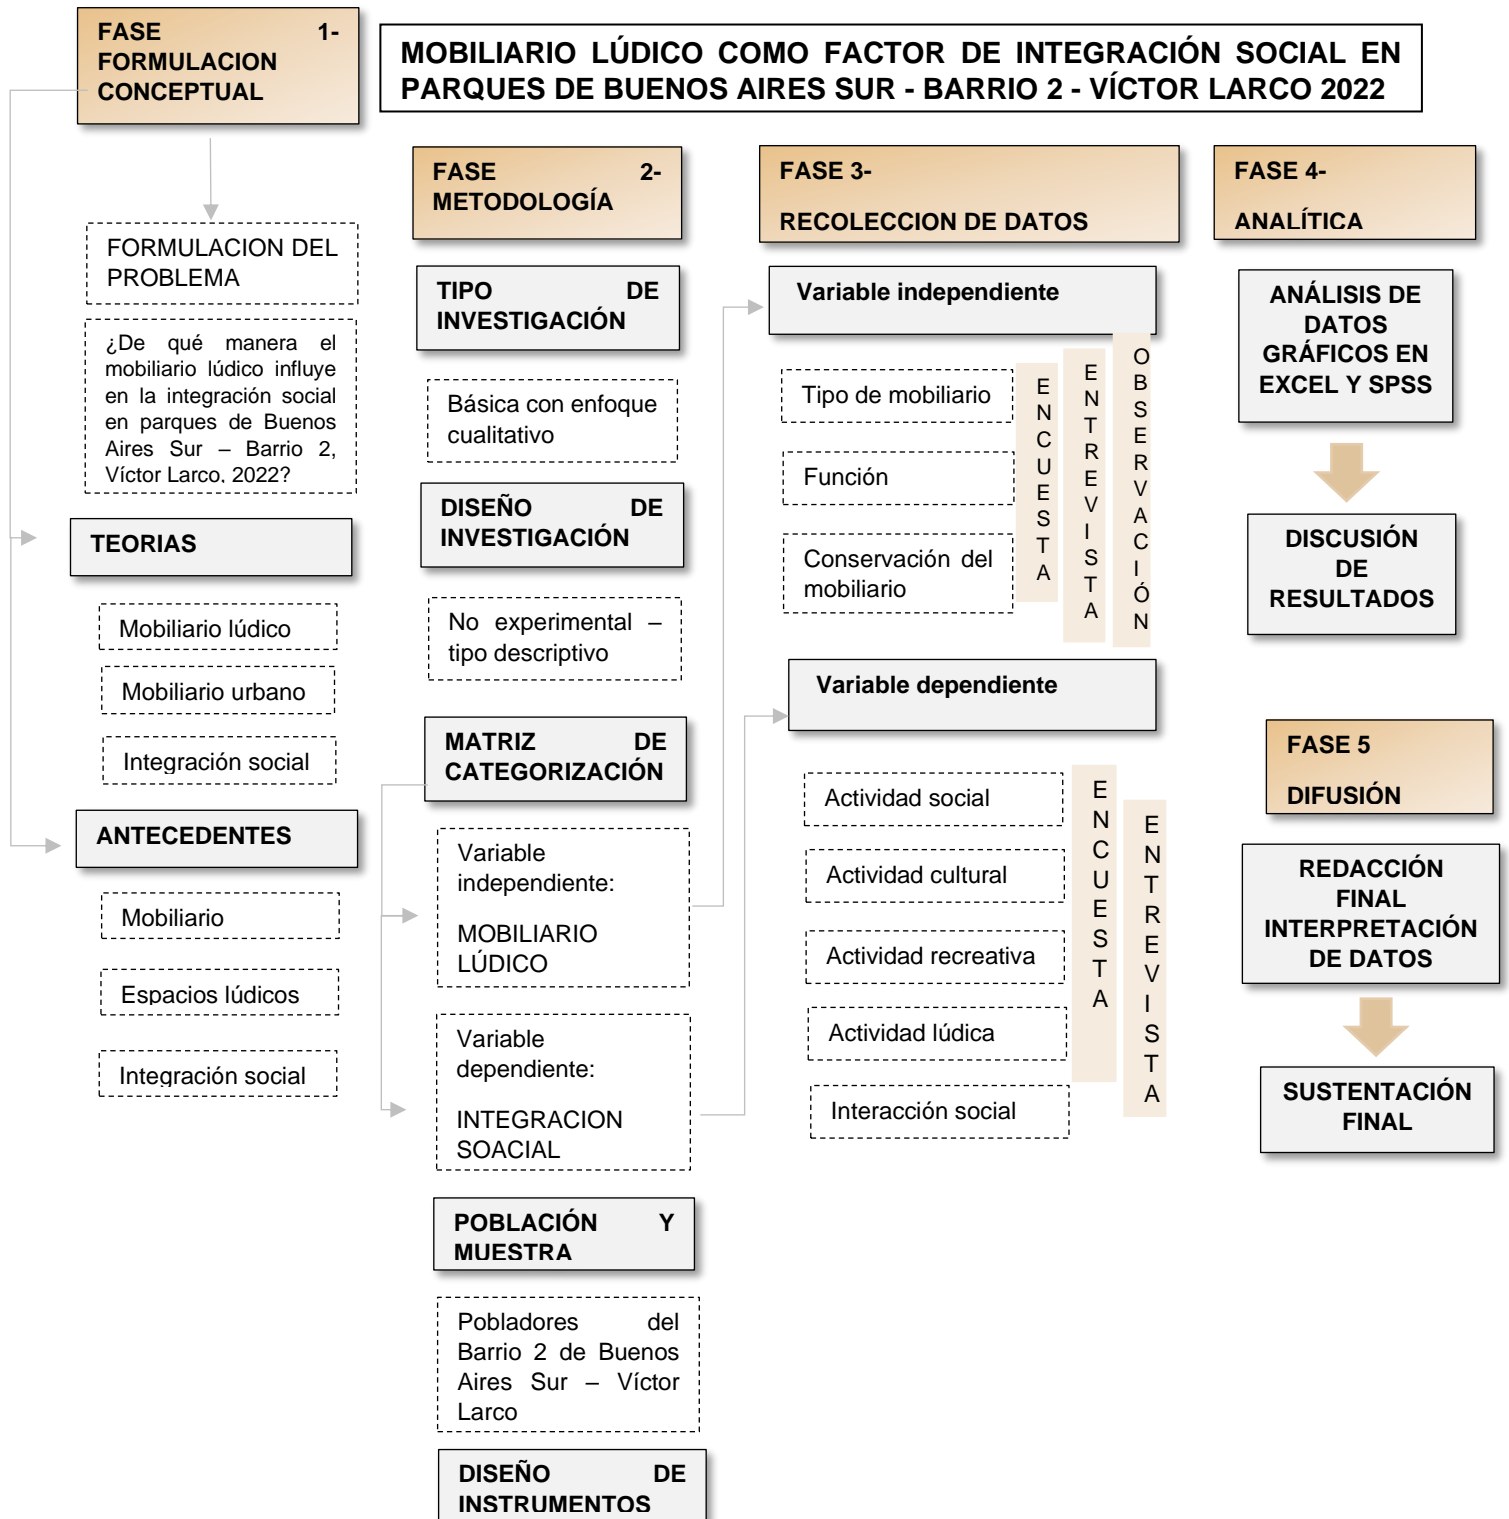 FASE 1-
FORMULACION
CONCEPTUAL
MOBILIARIO LÚDICO COMO FACTOR DE INTEGRACIÓN SOCIAL EN
PARQUES DE BUENOS AIRES SUR - BARRIO 2 - VÍCTOR LARCO 2022
FORMULACION DEL
PROBLEMA
¿De qué manera el
mobiliario lúdico influye
en la integración social
en parques de Buenos
Aires Sur – Barrio 2,
Víctor Larco, 2022?
TEORIAS
Mobiliario lúdico
Mobiliario urbano
Integración social
ANTECEDENTES
Mobiliario
Espacios lúdicos
Integración social
FASE 2-
METODOLOGÍA
TIPO DE
INVESTIGACIÓN
Básica con enfoque
cualitativo
DISEÑO DE
INVESTIGACIÓN
No experimental –
tipo descriptivo
MATRIZ DE
CATEGORIZACIÓN
Variable
independiente:
MOBILIARIO
LÚDICO
Variable
dependiente:
INTEGRACION
SOACIAL
POBLACIÓN Y
MUESTRA
Pobladores del
Barrio 2 de Buenos
Aires Sur – Víctor
Larco
DISEÑO DE
INSTRUMENTOS
FASE 3-
RECOLECCION DE DATOS
Variable independiente
Tipo de mobiliario
Función
Conservación del
mobiliario
ENCUESTA
ENTREVISTA
OBSERVACIÓN
Variable dependiente
Actividad social
Actividad cultural
Actividad recreativa
Actividad lúdica
Interacción social
ENCUESTA
ENTREVISTA
FASE 4-
ANALÍTICA
ANÁLISIS DE
DATOS
GRÁFICOS EN
EXCEL Y SPSS
DISCUSIÓN
DE
RESULTADOS
FASE 5
DIFUSIÓN
REDACCIÓN
FINAL
INTERPRETACIÓN
DE DATOS
SUSTENTACIÓN
FINAL